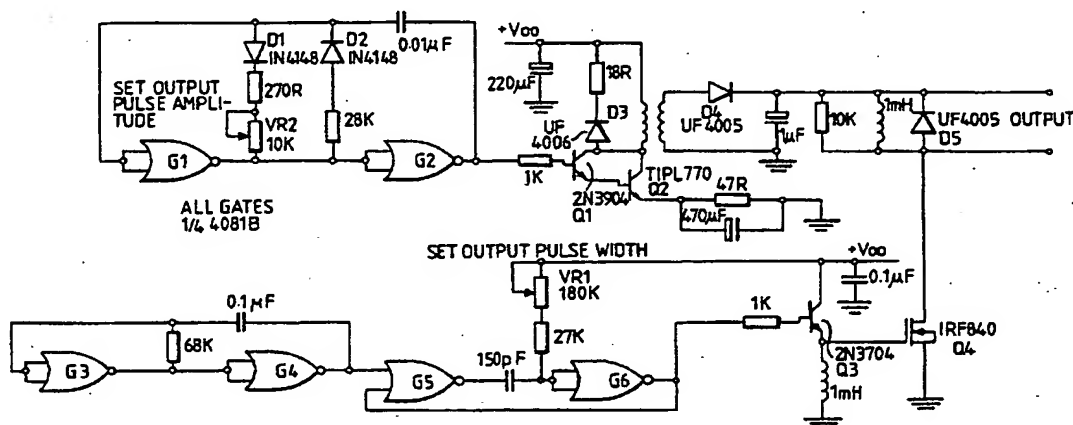 D1
IN4148
D2
IN4148
0.01µF
+Voo
220µF
18R
D3
UF
4006
D4
UF4005
1µF
10K
1mH
UF4005 OUTPUT
D5
SET OUTPUT
PULSE AMPLI-
TUDE
270R
VR2
10K
28K
G1
G2
1K
2N3904
Q1
TIPL770
Q2
47R
470µF
ALL GATES
1/4 4081B
SET OUTPUT PULSE WIDTH
+Voo
0.1µF
VR1
180K
27K
0.1µF
68K
150pF
1K
G3
G4
G5
G6
2N3704
Q3
1mH
IRF840
Q4